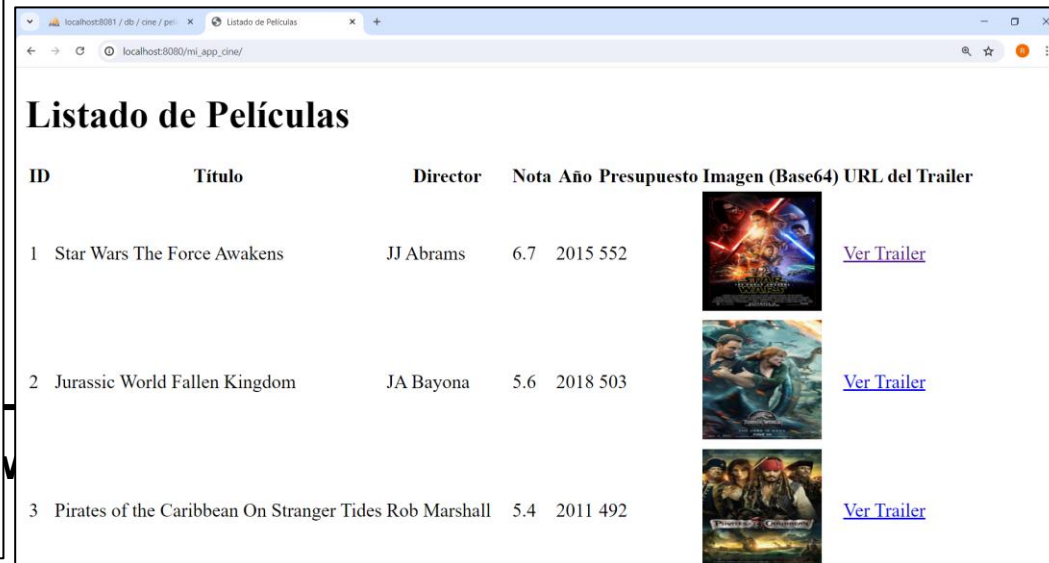 localhost:8081 / db / cine / pelí
Listado de Películas
localhost:8080/mi_app_cine/
Listado de Películas
ID Título Director Nota Año Presupuesto Imagen (Base64) URL del Trailer
1 Star Wars The Force Awakens JJ Abrams 6.7 2015 552 Ver Trailer
STAR WARS
2 Jurassic World Fallen Kingdom JA Bayona 5.6 2018 503 Ver Trailer
3 Pirates of the Caribbean On Stranger Tides Rob Marshall 5.4 2011 492 Ver Trailer